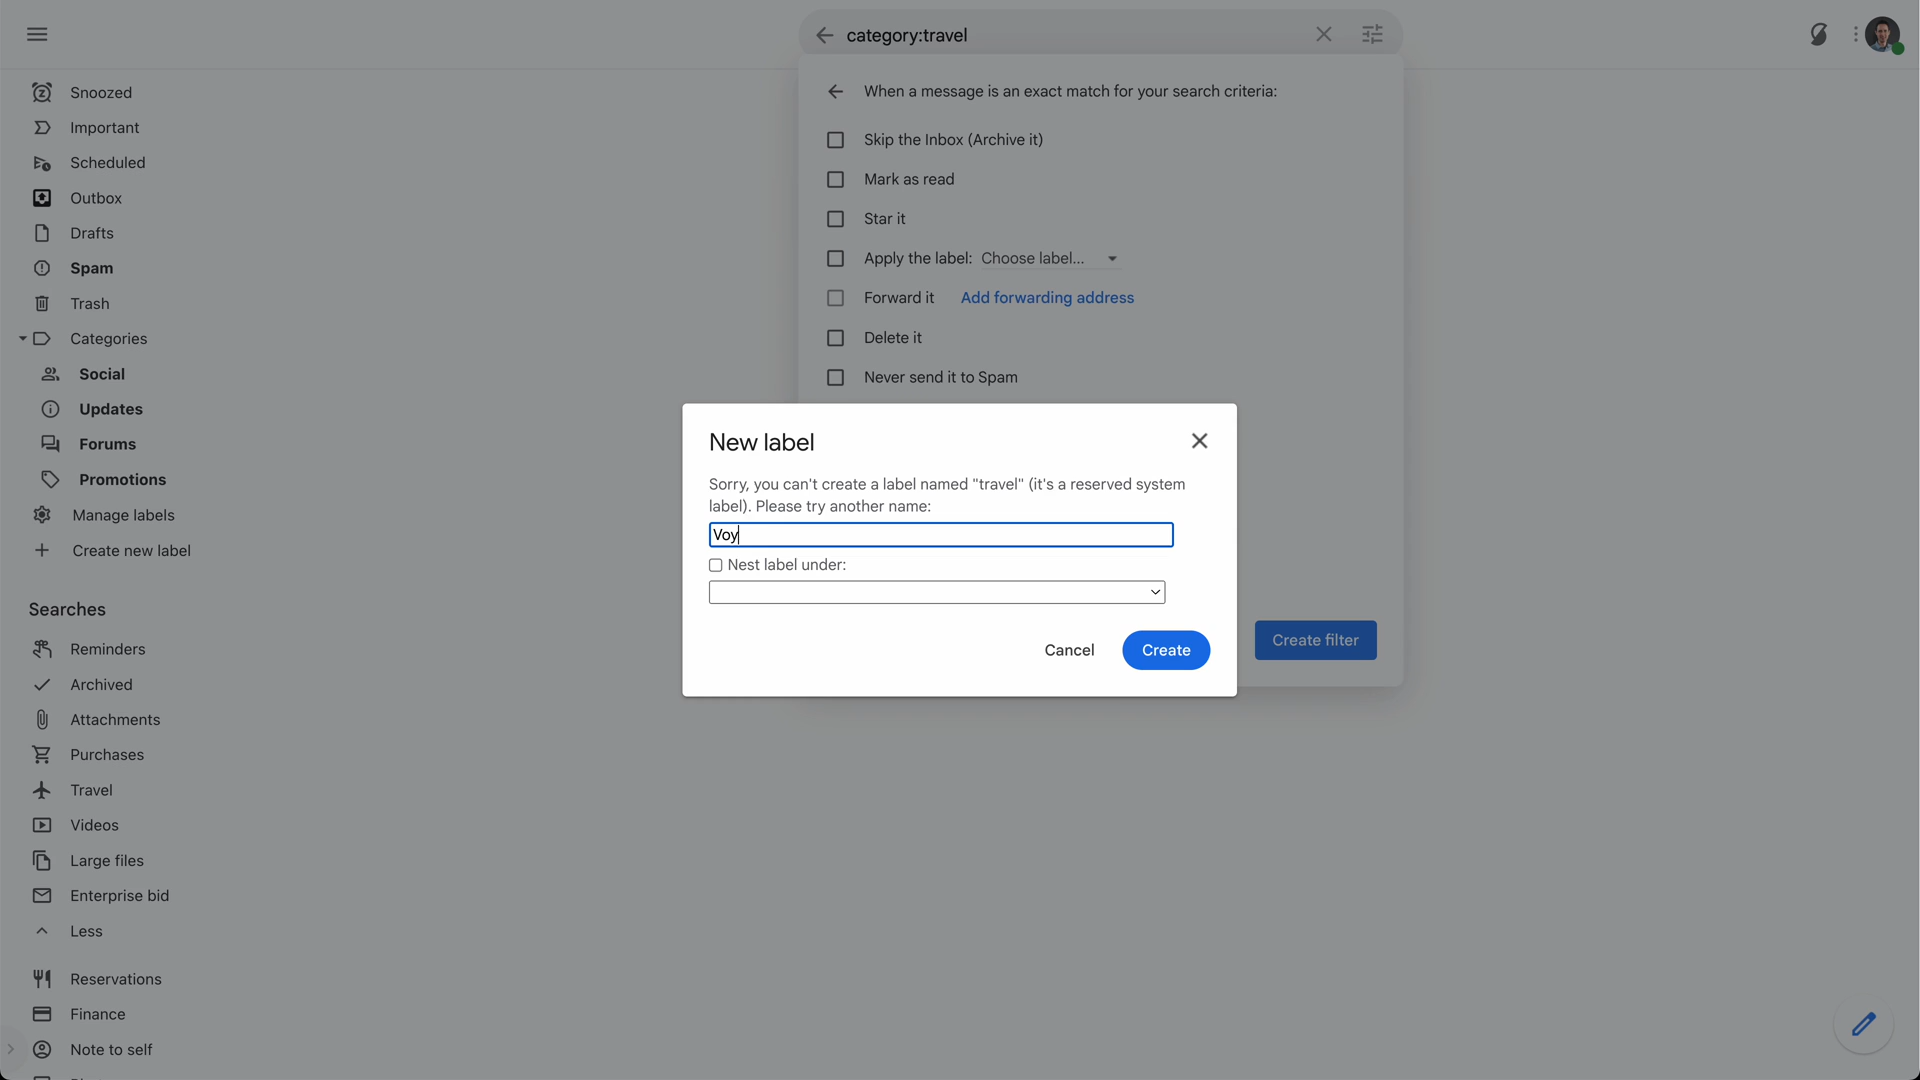 category:travel
Snoozed
Important
Scheduled
Outbox
Drafts
Spam
Trash
Categories
Social
Updates
Forums
Promotions
Manage labels
Create new label
Searches
Reminders
Archived
Attachments
Purchases
Travel
Videos
Large files
Enterprise bid
Less
Reservations
Finance
Note to self
When a message is an exact match for your search criteria:
Skip the Inbox (Archive it)
Mark as read
Star it
Apply the label: Choose label...
Forward it Add forwarding address
Delete it
Never send it to Spam
New label
Sorry, you can't create a label named "travel" (it's a reserved system
label). Please try another name:
Voy
Nest label under:
Cancel Create
Create filter